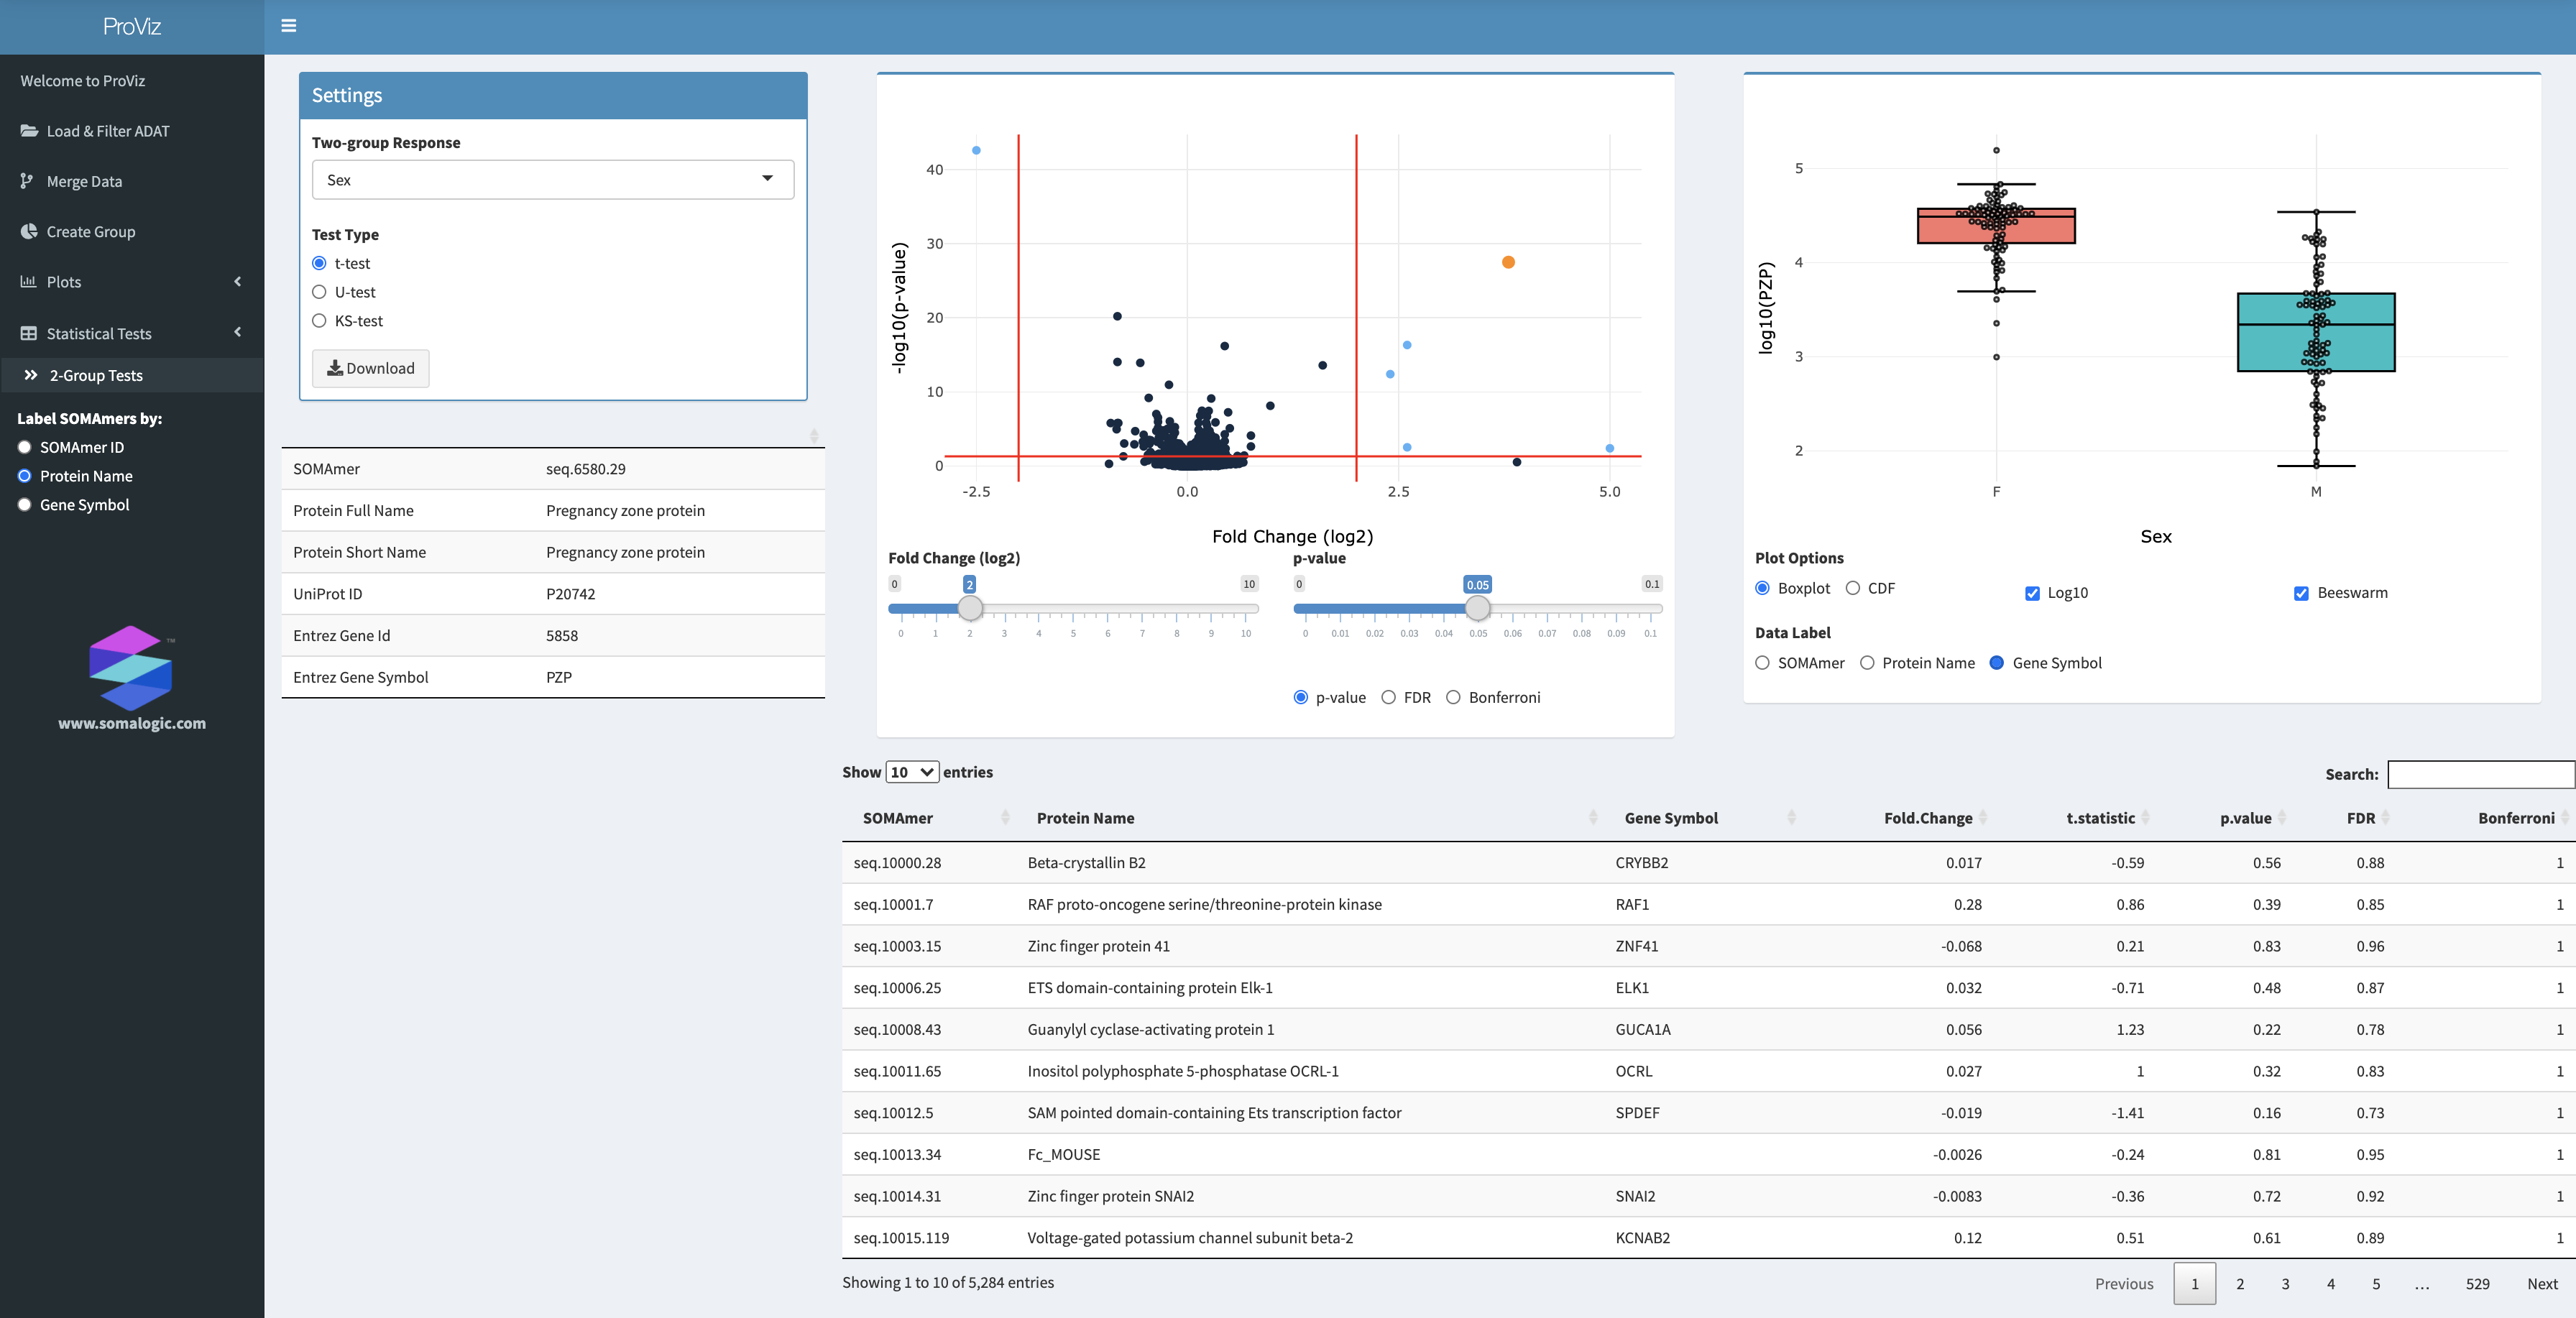 ProViz
Welcome to ProViz
Load & Filter ADAT
Merge Data
Create Group
Plots
Statistical Tests
2-Group Tests
Label SOMAmers by:
SOMAmer ID
Protein Name
Gene Symbol
TM
www.somalogic.com
Settings
Two-group Response
Sex
Test Type
t-test
U-test
KS-test
Download
SOMAmer seq.6580.29
Protein Full Name Pregnancy zone protein
Protein Short Name Pregnancy zone protein
UniProt ID P20742
Entrez Gene Id 5858
Entrez Gene Symbol PZP
-log10(p-value)
40
30
20
10
0
-2.5 0.0 2.5 5.0
Fold Change (log2)
Fold Change (log2)
0 2 10
0 1 2 3 4 5 6 7 8 9 10
p-value
0 0.05 0.1
0 0.01 0.02 0.03 0.04 0.05 0.06 0.07 0.08 0.09 0.1
p-value FDR Bonferroni
log10(PZP)
5
4
3
2
F M
Sex
Plot Options
Boxplot CDF Log10 Beeswarm
Data Label
SOMAmer Protein Name Gene Symbol
Show 10 entries
Search:
SOMAmer Protein Name Gene Symbol Fold.Change t.statistic p.value FDR Bonferroni
seq.10000.28 Beta-crystallin B2 CRYBB2 0.017 -0.59 0.56 0.88 1
seq.10001.7 RAF proto-oncogene serine/threonine-protein kinase RAF1 0.28 0.86 0.39 0.85 1
seq.10003.15 Zinc finger protein 41 ZNF41 -0.068 0.21 0.83 0.96 1
seq.10006.25 ETS domain-containing protein Elk-1 ELK1 0.032 -0.71 0.48 0.87 1
seq.10008.43 Guanylyl cyclase-activating protein 1 GUCA1A 0.056 1.23 0.22 0.78 1
seq.10011.65 Inositol polyphosphate 5-phosphatase OCRL-1 OCRL 0.027 1 0.32 0.83 1
seq.10012.5 SAM pointed domain-containing Ets transcription factor SPDEF -0.019 -1.41 0.16 0.73 1
seq.10013.34 Fc_MOUSE -0.0026 -0.24 0.81 0.95 1
seq.10014.31 Zinc finger protein SNAI2 SNAI2 -0.0083 -0.36 0.72 0.92 1
seq.10015.119 Voltage-gated potassium channel subunit beta-2 KCNAB2 0.12 0.51 0.61 0.89 1
Showing 1 to 10 of 5,284 entries
Previous 1 2 3 4 5 … 529 Next